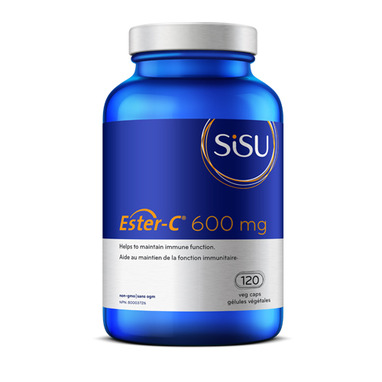 SiSU
Ester-C® 600 mg
Helps to maintain immune function.
Aide au maintien de la fonction immunitaire.
120
veg caps
gélules végétales
non-gmo|sans ogm